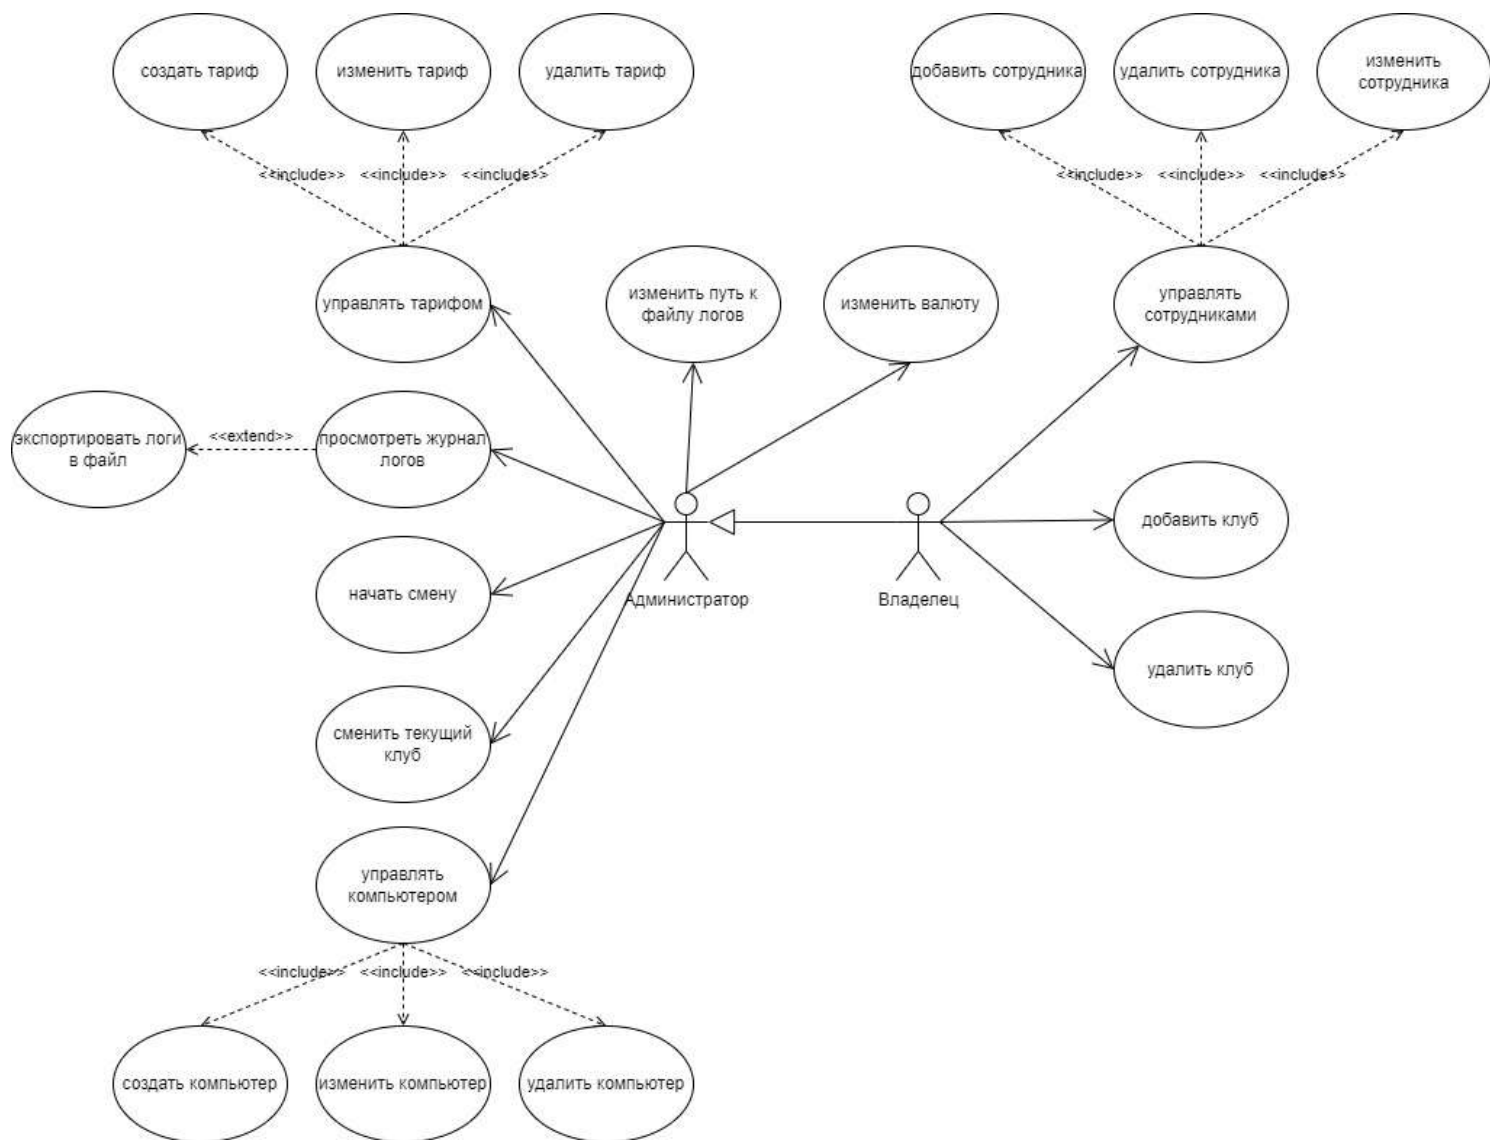 создать тариф
изменить тариф
удалить тариф
добавить сотрудника
удалить сотрудника
изменить
сотрудника
<<include>>
<<include>>
<<include>>
<<include>>
<<include>>
<<include>>
управлять тарифом
изменить путь к
файлу логов
изменить валюту
управлять
сотрудниками
экспортировать логи
в файл
<<extend>>
просмотреть журнал
логов
добавить клуб
начать смену
Администратор
Владелец
удалить клуб
сменить текущий
клуб
управлять
компьютером
<<include>>
<<include>>
<<include>>
создать компьютер
изменить компьютер
удалить компьютер